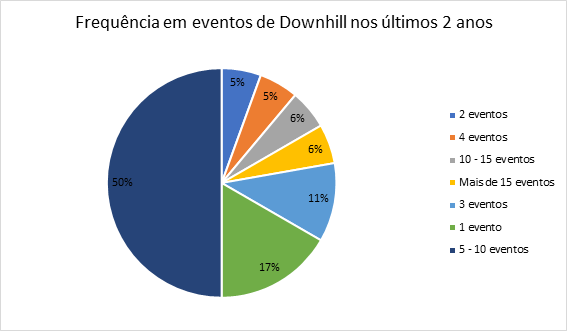 Frequência em eventos de Downhill nos últimos 2 anos
5%
5%
6%
6%
11%
17%
50%
2 eventos
4 eventos
10 - 15 eventos
Mais de 15 eventos
3 eventos
1 evento
5 - 10 eventos